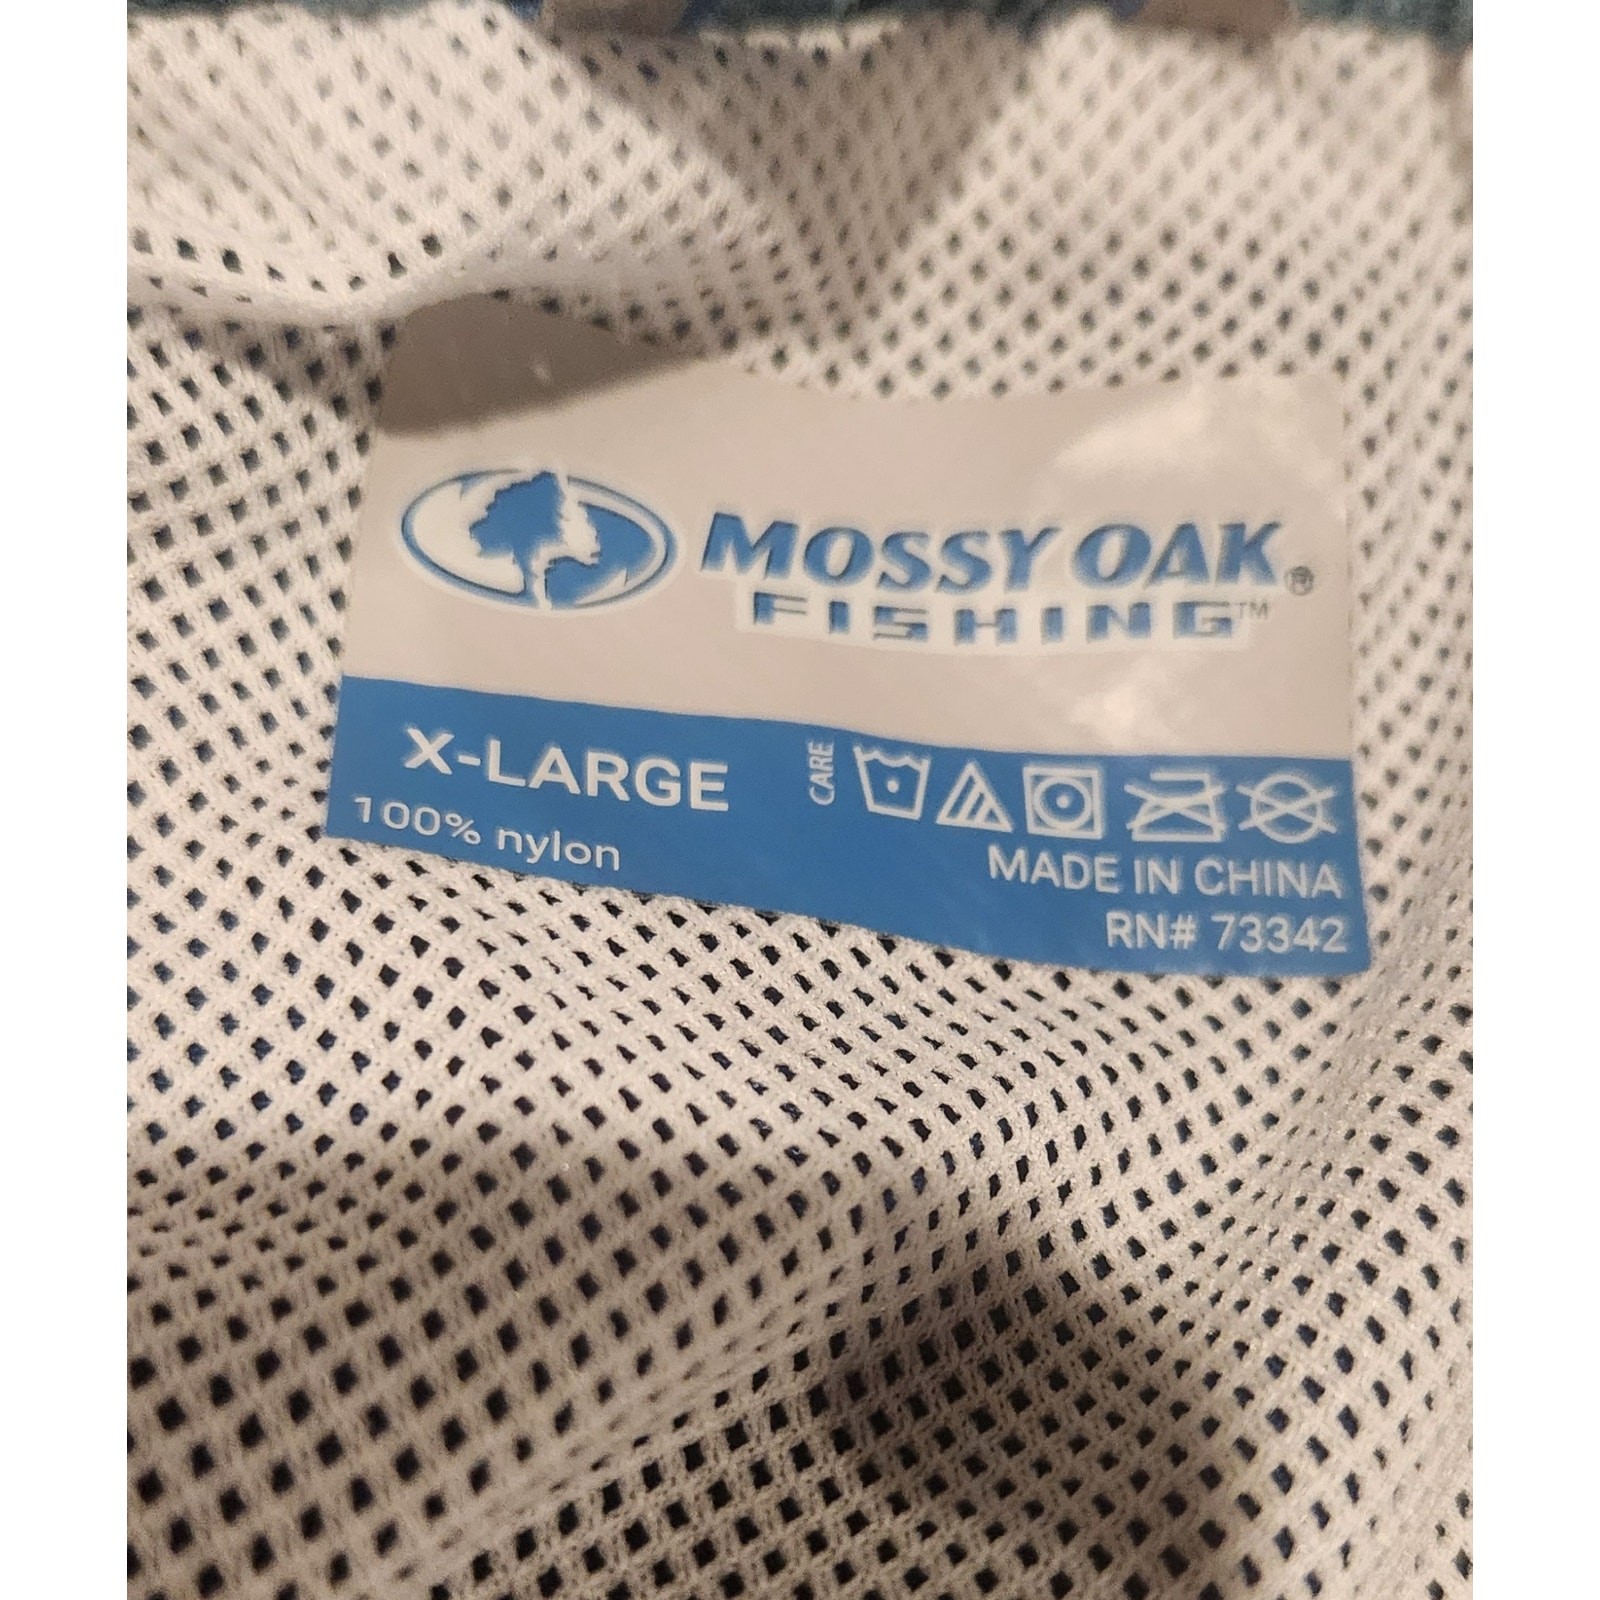 MOSSY OAK®
FISHING™
X-LARGE
100% nylon
CARE
MADE IN CHINA
RN# 73342